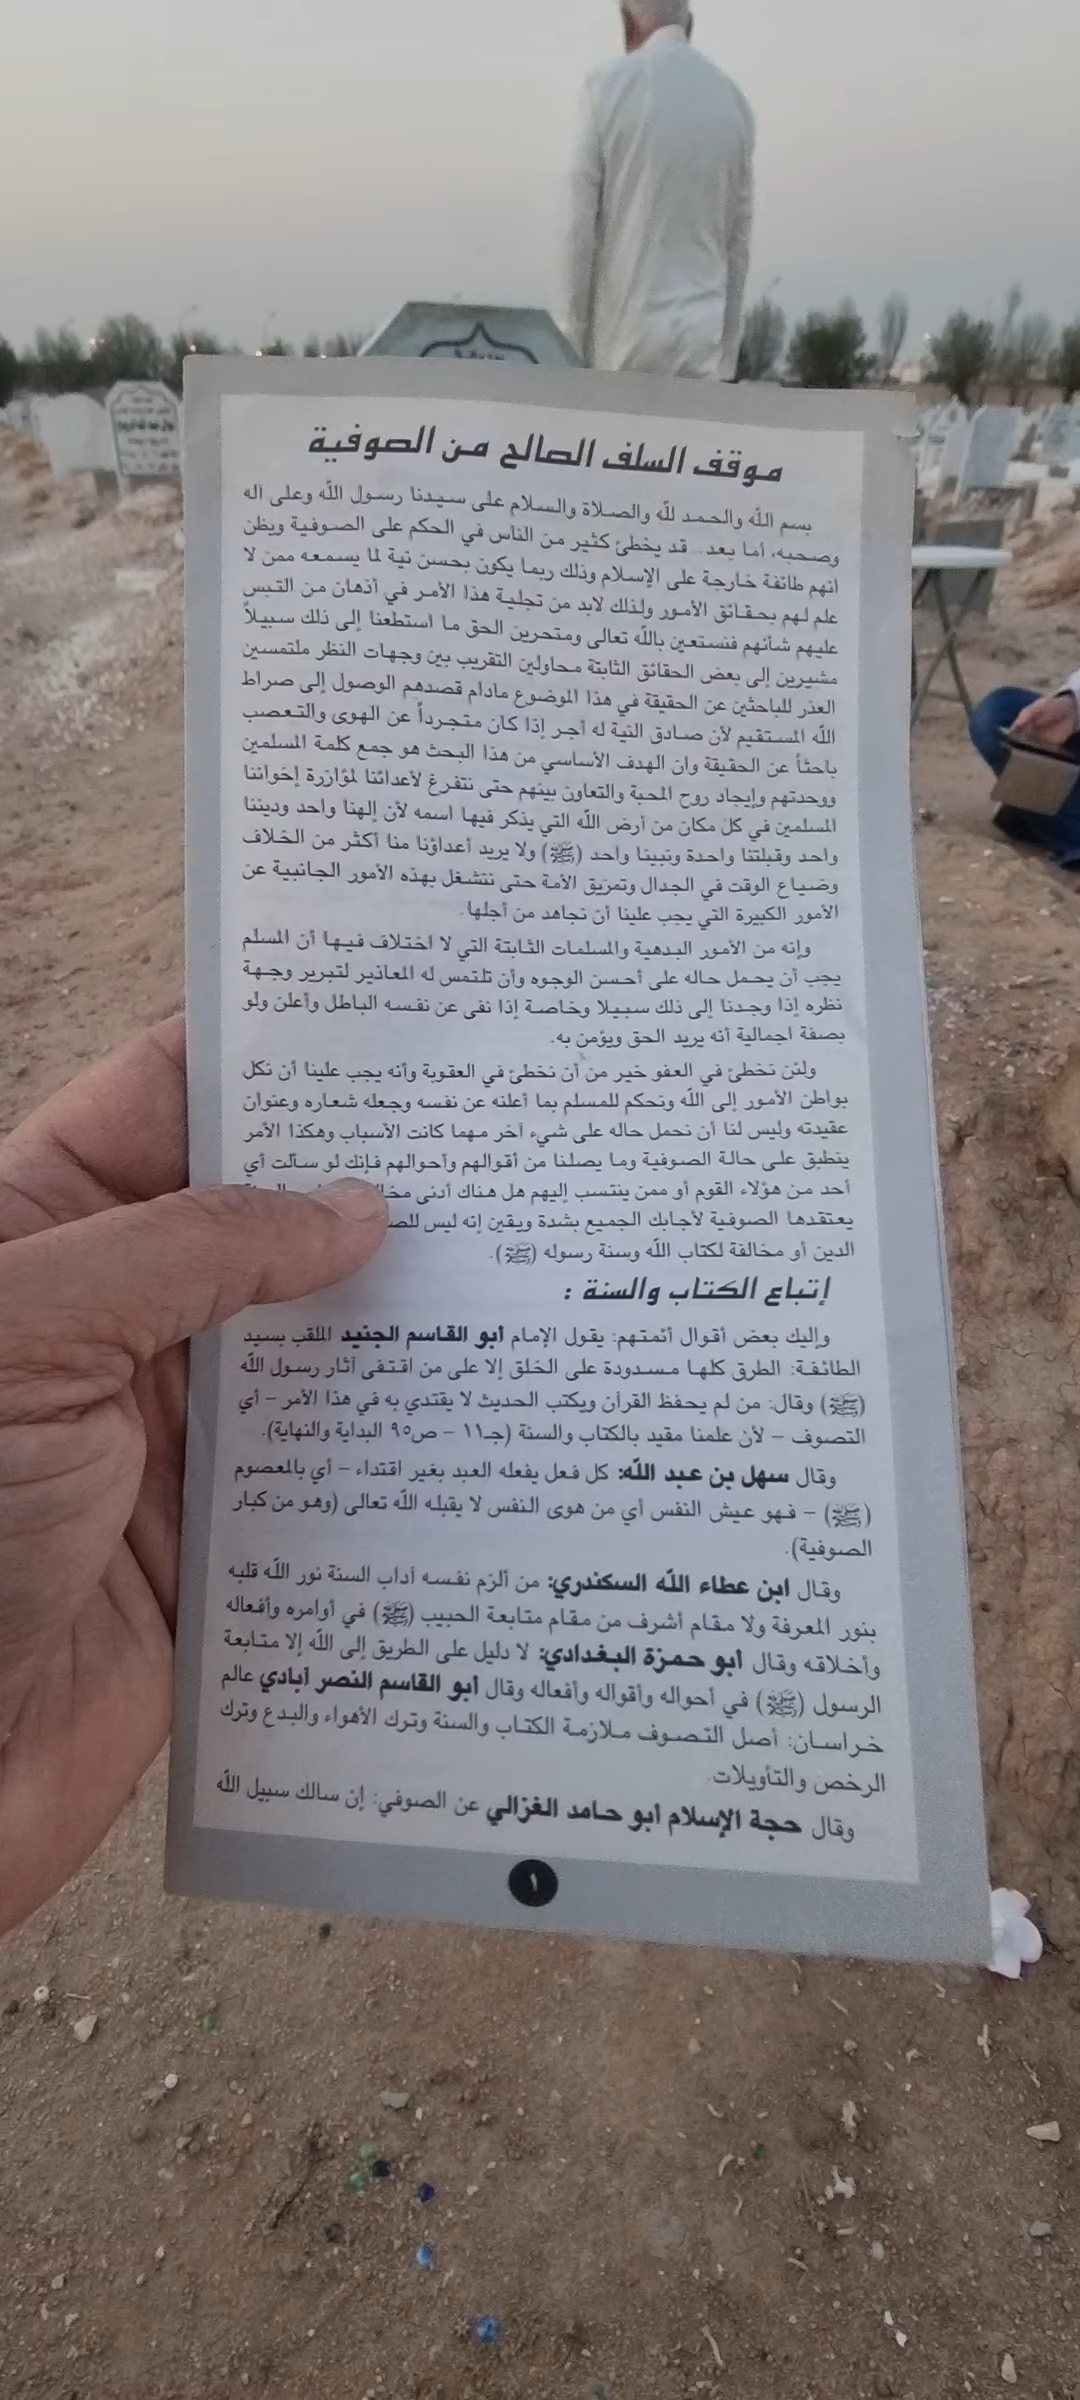 موقف السلف الصالح من الصوفية
بسم الله والحمد لله والصلاة والسلام على سيدنا رسول الله وعلى آله
وصحبه، أما بعد... قد يخطئ كثير من الناس في الحكم على الصوفية ويظن
انهم طائفة خارجة على الإسلام وذلك ربما يكون بحسن نية لما يسمعه ممن لا
علم لهم بحقائق الأمور ولذلك لابد من تجلية هذا الأمر في أذهان من التبس
عليهم شأنهم فنستعين بالله تعالى ومتحرين الحق ما استطعنا إلى ذلك سبيلاً
مشيرين إلى بعض الحقائق الثابتة محاولين التقريب بين وجهات النظر ملتمسين
العذر للباحثين عن الحقيقة في هذا الموضوع مادام قصدهم الوصول إلى صراط
الله المستقيم لأن صادق النية له أجر إذا كان متجرداً عن الهوى والتعصب
باحثاً عن الحقيقة وان الهدف الأساسي من هذا البحث هو جمع كلمة المسلمين
ووحدتهم وإيجاد روح المحبة والتعاون بينهم حتى نتفرغ لأعدائنا لمؤازرة إخواننا
المسلمين في كل مكان من أرض الله التي يذكر فيها اسمه لأن إلهنا واحد وديننا
واحد وقبلتنا واحدة ونبينا واحد (ﷺ) ولا يريد أعداؤنا منا أكثر من الخلاف
وضياع الوقت في الجدال وتمزيق الأمة حتى ننشغل بهذه الأمور الجانبية عن
الأمور الكبيرة التي يجب علينا أن نجاهد من أجلها.
وإنه من الأمور البدهية والمسلمات الثابتة التي لا اختلاف فيها أن المسلم
يجب أن يحمل حاله على أحسن الوجوه وأن تلتمس له المعاذير لتبرير وجهة
نظره إذا وجدنا إلى ذلك سبيلا وخاصة إذا نفى عن نفسه الباطل وأعلن ولو
بصفة اجمالية أنه يريد الحق ويؤمن به.
ولئن نخطئ في العفو خير من أن نخطئ في العقوبة وأنه يجب علينا أن نكل
بواطن الأمور إلى الله ونحكم للمسلم بما أعلنه عن نفسه وجعله شعاره وعنوان
عقيدته وليس لنا أن نحمل حاله على شيء آخر مهما كانت الأسباب وهكذا الأمر
ينطبق على حالة الصوفية وما يصلنا من أقوالهم وأحوالهم فإنك لو سألت أي
أحد من هؤلاء القوم أو ممن ينتسب إليهم هل هناك أدنى
يعتقدها الصوفية لأجابك الجميع بشدة ويقين إنه ليس
الدين أو مخالفة لكتاب الله وسنة رسوله (ﷺ).
إتباع الكتاب والسنة :
وإليك بعض أقوال أئمتهم: يقول الإمام أبو القاسم الجنيد الملقب بسيد
الطائفة: الطرق كلها مسدودة على الخلق إلا على من اقتفى آثار رسول الله
(ﷺ) وقال: من لم يحفظ القرآن ويكتب الحديث لا يقتدي به في هذا الأمر – أي
التصوف – لأن علمنا مقيد بالكتاب والسنة (جـ١١ – ص٩٥ البداية والنهاية).
وقال سهل بن عبد الله: كل فعل يفعله العبد بغير اقتداء – أي بالمعصوم
(ﷺ) – فهو عيش النفس أي من هوى النفس لا يقبله الله تعالى (وهو من كبار
الصوفية).
وقال ابن عطاء الله السكندري: من ألزم نفسه آداب السنة نور الله قلبه
بنور المعرفة ولا مقام أشرف من مقام متابعة الحبيب (ﷺ) في أوامره وأفعاله
وأخلاقه وقال أبو حمزة البغدادي: لا دليل على الطريق إلى الله إلا متابعة
الرسول (ﷺ) في أحواله وأقواله وأفعاله وقال أبو القاسم النصر آبادي عالم
خراسان: أصل التصوف ملازمة الكتاب والسنة وترك الأهواء والبدع وترك
الرخص والتأويلات.
وقال حجة الإسلام أبو حامد الغزالي عن الصوفي: إن سالك سبيل الله
١